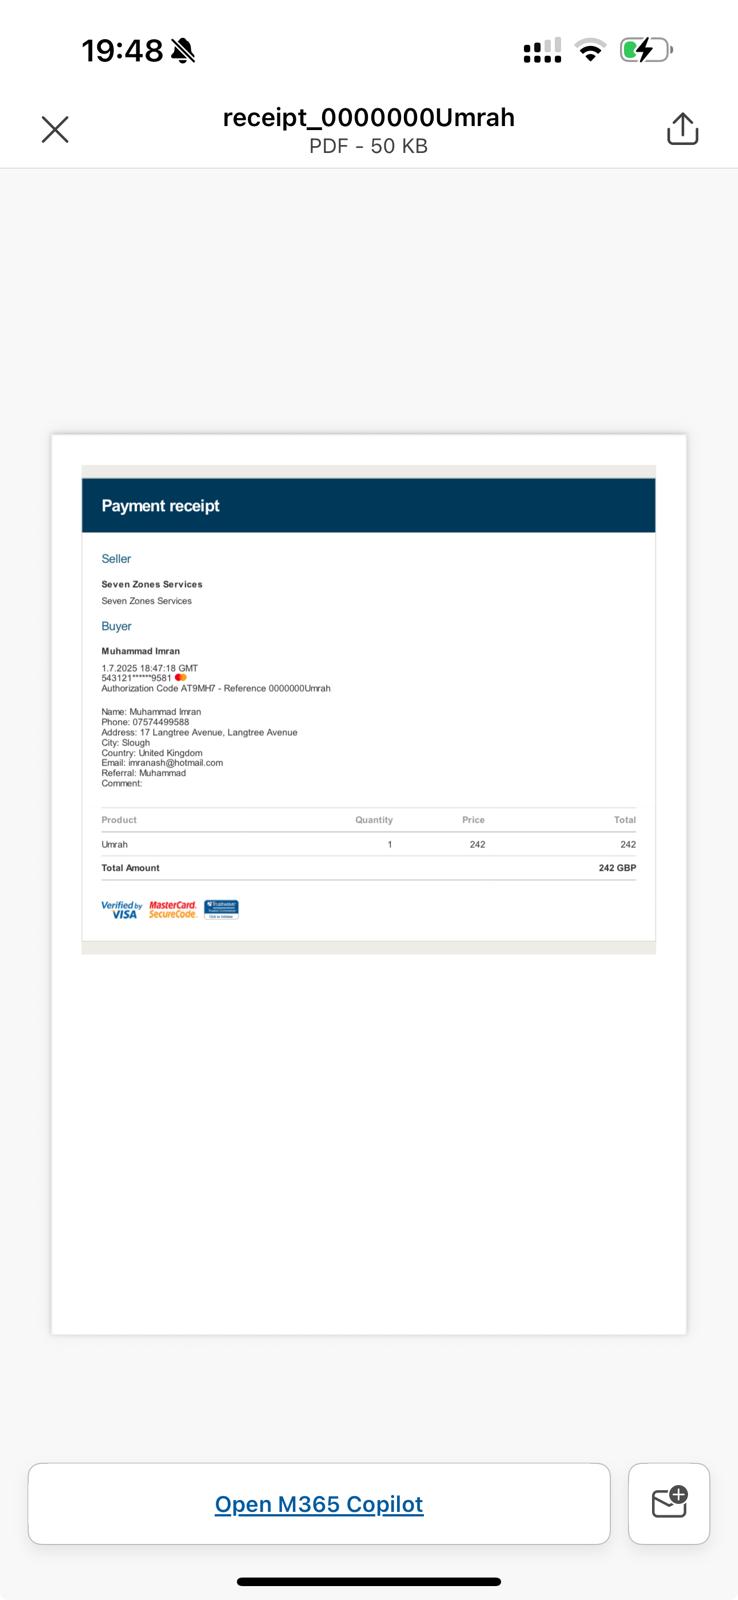 19:48
receipt_0000000Umrah
PDF - 50 KB
Payment receipt
Seller
Seven Zones Services
Seven Zones Services
Buyer
Muhammad Imran
1.7.2025 18:47:18 GMT
543121******9581
Authorization Code AT9MH7 - Reference 0000000Umrah
Name: Muhammad Imran
Phone: 07574499588
Address: 17 Langtree Avenue, Langtree Avenue
City: Slough
Country: United Kingdom
Email: imranash@hotmail.com
Referral: Muhammad
Comment:
Product Quantity Price Total
Umrah 1 242 242
Total Amount 242 GBP
Verified by VISA MasterCard. SecureCode. Trustwave
Open M365 Copilot